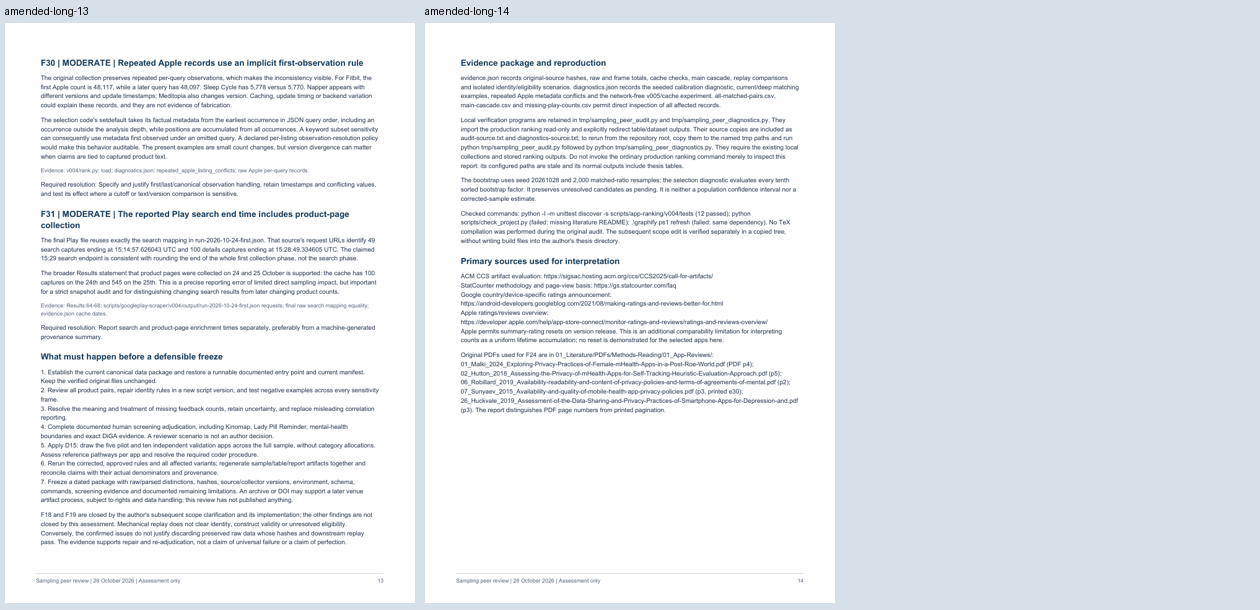 amended-long-13
F30 | MODERATE | Repeated Apple records use an implicit first-observation rule
The original collection preserves repeated per-query observations, which makes the inconsistency visible. For Fitbit, the
first Apple count is 48,117, while a later query has 48,097. Sleep Cycle has 5,778 versus 5,770. Napper appears with
different versions and update timestamps; Meditopia also changes version. Caching, update timing or backend variation
could explain these records, and they are not evidence of fabrication.
The selection code's setdefault takes its factual metadata from the earliest occurrence in JSON query order, including an
occurrence outside the analysis depth, while positions are accumulated from all occurrences. A keyword subset sensitivity
can consequently use metadata first observed under an omitted query. A declared per-listing observation-resolution policy
would make this behavior auditable. The present examples are small count changes, but version divergence can matter
when claims are tied to captured product text.
Evidence: v004/rank.py: load; diagnostics.json: repeated_apple_listing_conflicts; raw Apple per-query records.
Required resolution: Specify and justify first/last/canonical observation handling, retain timestamps and conflicting values,
and test its effect where a cutoff or text/version comparison is sensitive.
F31 | MODERATE | The reported Play search end time includes product-page
collection
The final Play file reuses exactly the search mapping in run-2026-10-24-first.json. That source's request URLs identify 49
search captures ending at 15:14:57.626043 UTC and 100 details captures ending at 15:28:49.334605 UTC. The claimed
15:29 search endpoint is consistent with rounding the end of the whole first collection phase, not the search phase.
The broader Results statement that product pages were collected on 24 and 25 October is supported: the cache has 100
captures on the 24th and 545 on the 25th. This is a precise reporting error of limited direct sampling impact, but important
for a strict snapshot audit and for distinguishing changing search results from later changing product counts.
Evidence: Results:64-68; scripts/googleplay-scraper/v004/output/run-2026-10-24-first.json requests; final raw search mapping equality;
evidence.json cache dates.
Required resolution: Report search and product-page enrichment times separately, preferably from a machine-generated
provenance summary.
What must happen before a defensible freeze
1. Establish the current canonical data package and restore a runnable documented entry point and current manifest.
Keep the verified original files unchanged.
2. Review all product pairs, repair identity rules in a new script version, and test negative examples across every sensitivity
frame.
3. Resolve the meaning and treatment of missing feedback counts, retain uncertainty, and replace misleading correlation
reporting.
4. Complete documented human screening adjudication, including Kinomap, Lady Pill Reminder, mental-health
boundaries and exact DiGA evidence. A reviewer scenario is not an author decision.
5. Apply D15: draw the five pilot and ten independent validation apps across the full sample, without category allocations.
Assess reference pathways per app and resolve the required coder procedure.
6. Rerun the corrected, approved rules and all affected variants; regenerate sample/table/report artifacts together and
reconcile claims with their actual denominators and provenance.
7. Freeze a dated package with raw/parsed distinctions, hashes, source/collector versions, environment, schema,
commands, screening evidence and documented remaining limitations. An archive or DOI may support a later venue
artifact process, subject to rights and data handling; this review has not published anything.
F18 and F19 are closed by the author's subsequent scope clarification and its implementation; the other findings are not
closed by this assessment. Mechanical replay does not clear identity, construct validity or unresolved eligibility.
Conversely, the confirmed issues do not justify discarding preserved raw data whose hashes and downstream replay
pass. The evidence supports repair and re-adjudication, not a claim of universal failure or a claim of perfection.
Sampling peer review | 28 October 2026 | Assessment only
13
amended-long-14
Evidence package and reproduction
evidence.json records original-source hashes, raw and frame totals, cache checks, main cascade, replay comparisons
and isolated identity/eligibility scenarios. diagnostics.json records the seeded calibration diagnostic, current/deep matching
examples, repeated Apple metadata conflicts and the network-free v005/cache experiment. all-matched-pairs.csv,
main-cascade.csv and missing-play-counts.csv permit direct inspection of all affected records.
Local verification programs are retained in tmp/sampling_peer_audit.py and tmp/sampling_peer_diagnostics.py. They
import the production ranking read-only and explicitly redirect table/dataset outputs. Their source copies are included as
audit-source.txt and diagnostics-source.txt; to rerun from the repository root, copy them to the named tmp paths and run
python tmp/sampling_peer_audit.py followed by python tmp/sampling_peer_diagnostics.py. They require the existing local
collections and stored ranking outputs. Do not invoke the ordinary production ranking command merely to inspect this
report: its configured paths are stale and its normal outputs include thesis tables.
The bootstrap uses seed 20261028 and 2,000 matched-ratio resamples; the selection diagnostic evaluates every tenth
sorted bootstrap factor. It preserves unresolved candidates as pending. It is neither a population confidence interval nor a
corrected-sample estimate.
Checked commands: python -I -m unittest discover -s scripts/app-ranking/v004/tests (12 passed); python
scripts/check_project.py (failed: missing literature README); .\graphify.ps1 refresh (failed: same dependency). No TeX
compilation was performed during the original audit. The subsequent scope edit is verified separately in a copied tree,
without writing build files into the author's thesis directory.
Primary sources used for interpretation
ACM CCS artifact evaluation: https://sigsac.hosting.acm.org/ccs/CCS2025/call-for-artifacts/
StatCounter methodology and page-view basis: https://gs.statcounter.com/faq
Google country/device-specific ratings announcement:
https://android-developers.googleblog.com/2021/08/making-ratings-and-reviews-better-for.html
Apple ratings/reviews overview:
https://developer.apple.com/help/app-store-connect/monitor-ratings-and-reviews/ratings-and-reviews-overview/
Apple permits summary-rating resets on version release. This is an additional comparability limitation for interpreting
counts as a uniform lifetime accumulation; no reset is demonstrated for the selected apps here.
Original PDFs used for F24 are in 01_Literature/PDFs/Methods-Reading/01_App-Reviews/:
01_Malki_2024_Exploring-Privacy-Practices-of-Female-mHealth-Apps-in-a-Post-Roe-World.pdf (PDF p4);
02_Hutton_2018_Assessing-the-Privacy-of-mHealth-Apps-for-Self-Tracking-Heuristic-Evaluation-Approach.pdf (p5);
06_Robillard_2019_Availability-readability-and-content-of-privacy-policies-and-terms-of-agreements-of-mental.pdf (p2);
07_Sunyaev_2015_Availability-and-quality-of-mobile-health-app-privacy-policies.pdf (p3, printed e30);
26_Huckvale_2019_Assessment-of-the-Data-Sharing-and-Privacy-Practices-of-Smartphone-Apps-for-Depression-and.pdf
(p3). The report distinguishes PDF page numbers from printed pagination.
Sampling peer review | 28 October 2026 | Assessment only
14